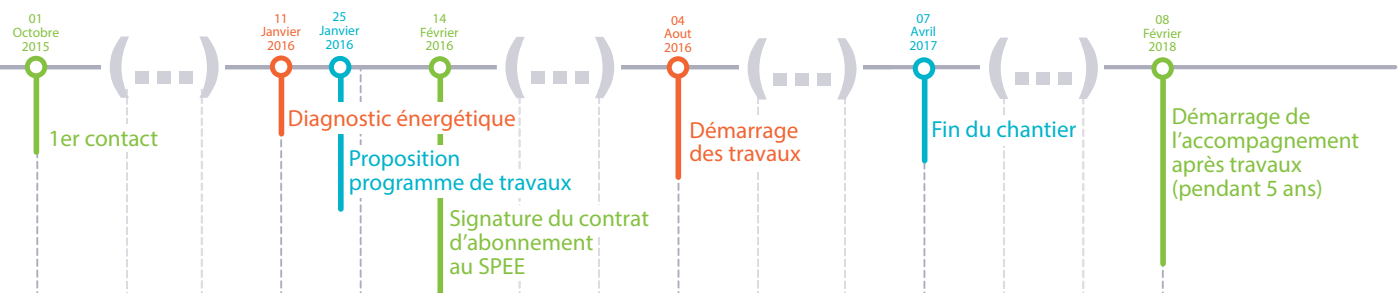 01
Octobre
2015
1er contact
11
Janvier
2016
Diagnostic énergétique
25
Janvier
2016
Proposition
programme de travaux
14
Février
2016
Signature du contrat
d’abonnement
au SPEE
04
Aout
2016
Démarrage
des travaux
07
Avril
2017
Fin du chantier
08
Février
2018
Démarrage de
l’accompagnement
après travaux
(pendant 5 ans)